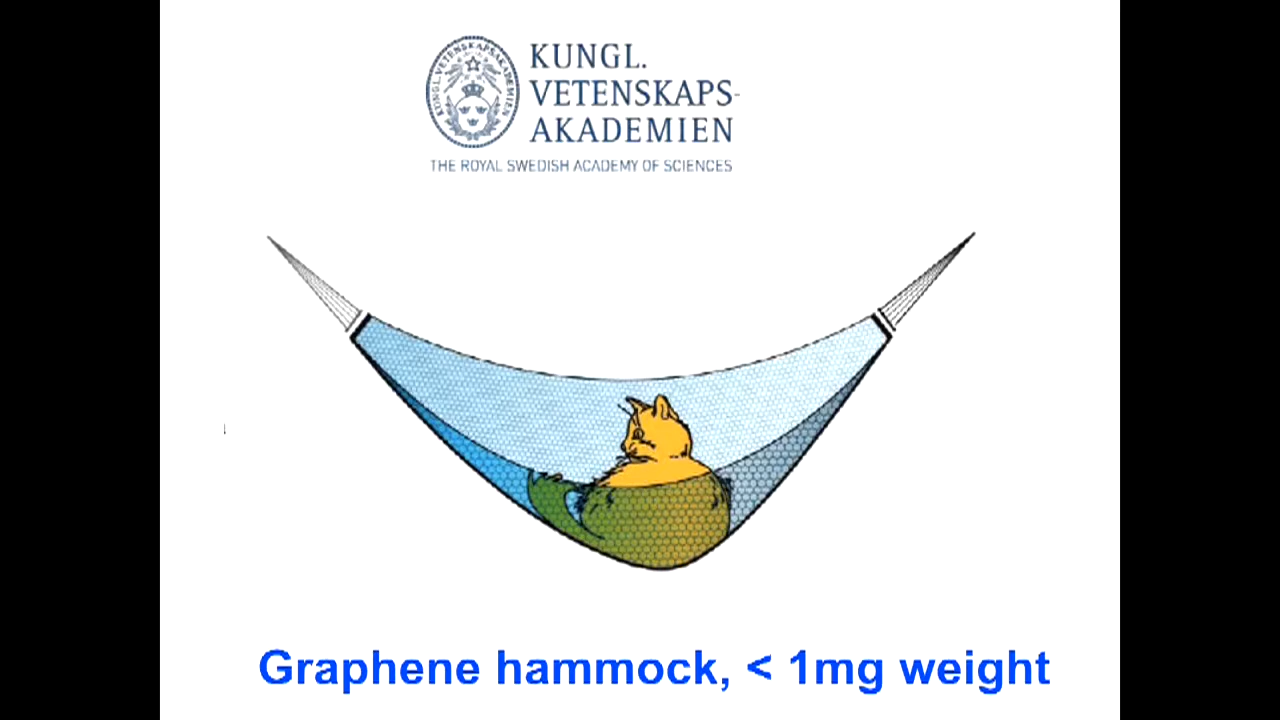 KUNGL.
VETENSKAPS-
AKADEMIEN
THE ROYAL SWEDISH ACADEMY OF SCIENCES
Graphene hammock, < 1mg weight